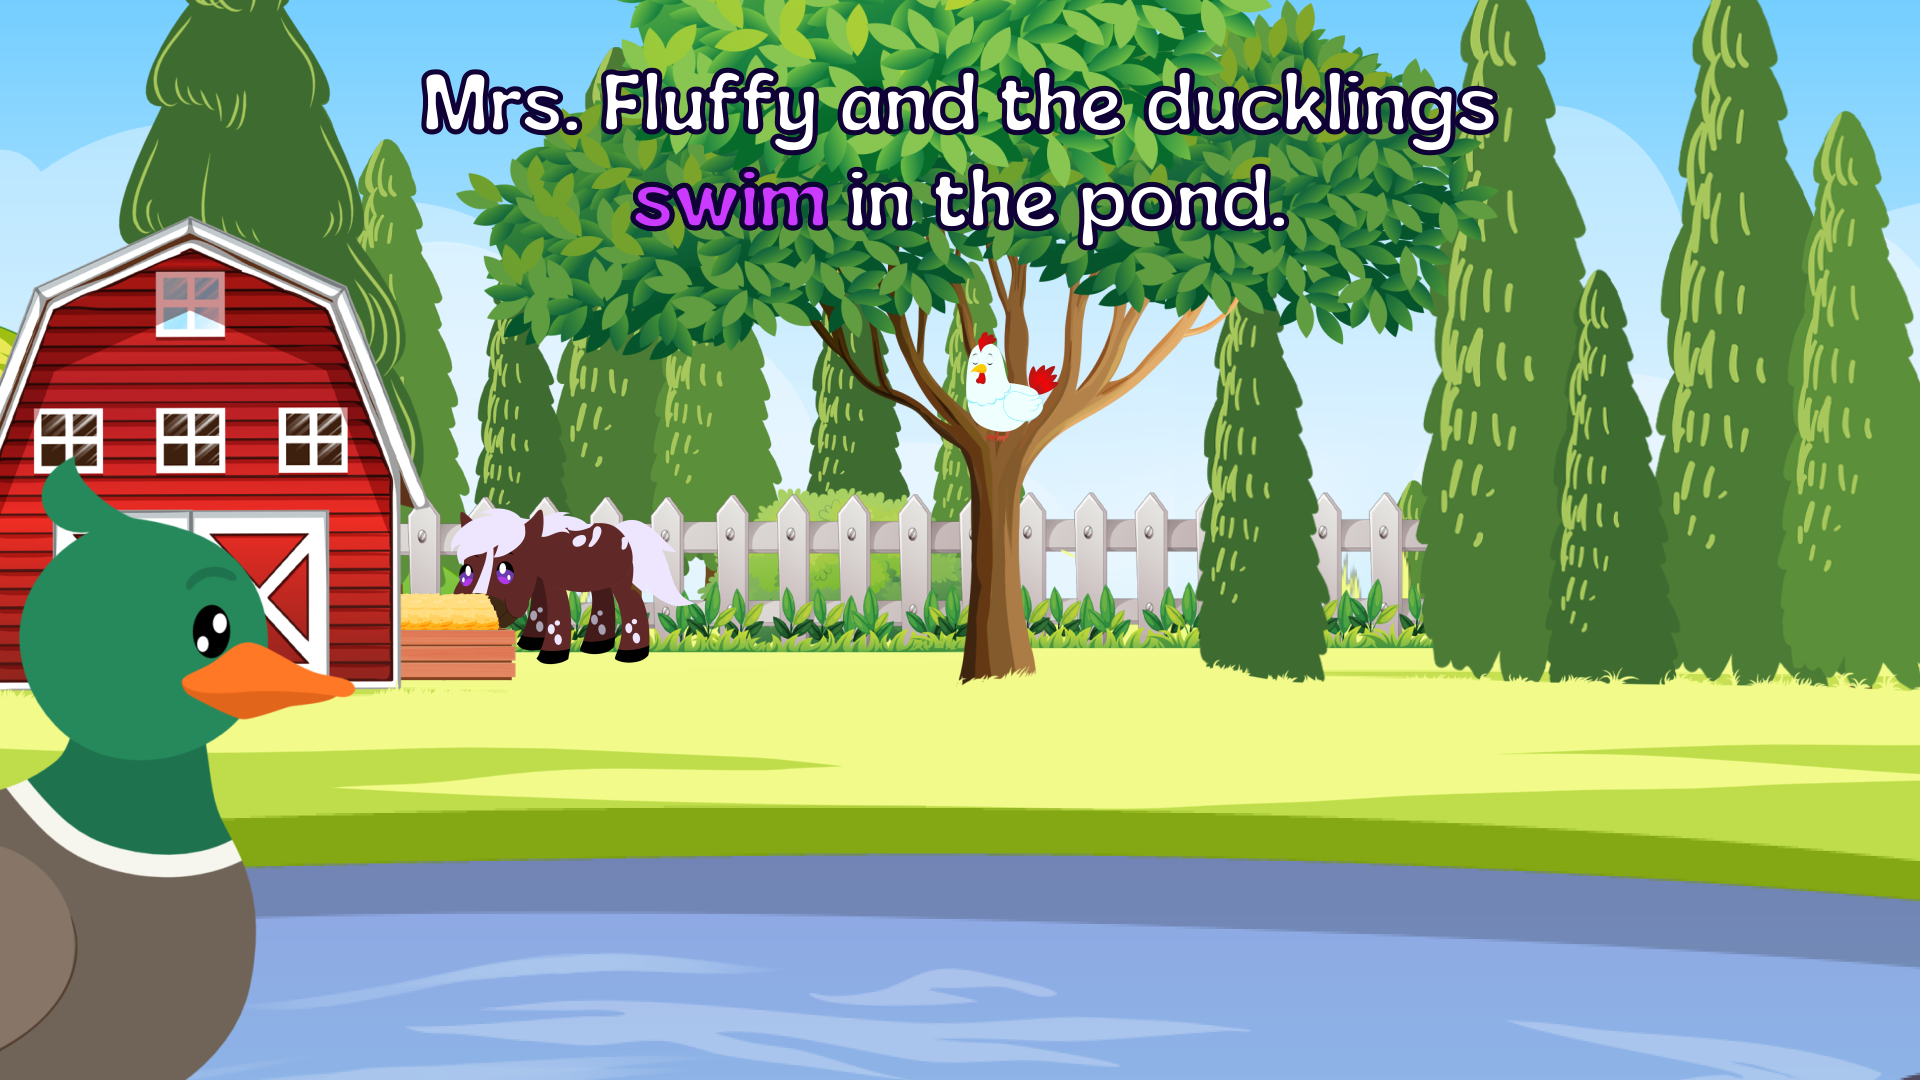 Mrs. Fluffy and the ducklings
swim in the pond.